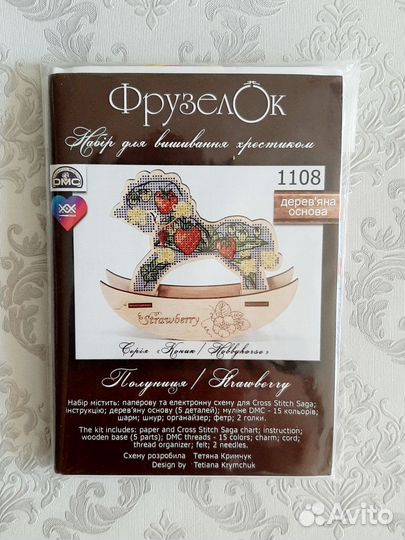 ФрузелОк
Набір для вишивання хрестиком
DMC
1108
дерев'яна
основа
Strawberry
Серія "Коник / Hobbyhorse"
Полуниця / Strawberry
Набір містить: паперову та електронну схему для Cross Stitch Saga;
інструкцію; дерев'яну основу (5 деталей); муліне DMC - 15 кольорів;
шарм; шнур; органайзер; фетр; 2 голки.
The kit includes: paper and Cross Stitch Saga chart; instruction;
wooden base (5 parts); DMC threads - 15 colors; charm; cord;
thread organizer; felt; 2 needles.
Схему розробила Тетяна Кримчук
Design by Tetiana Krymchuk
Avito